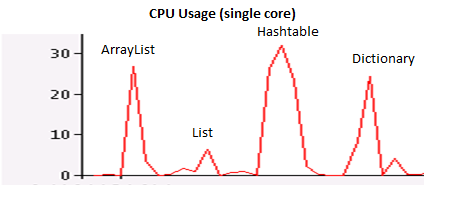 CPU Usage (single core)
Hashtable
ArrayList
Dictionary
List
30
20
10
0